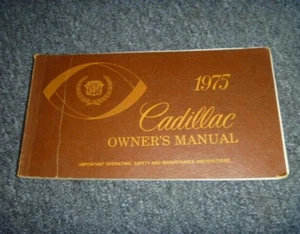 1975
Cadillac
OWNER'S MANUAL
IMPORTANT OPERATING, SAFETY AND MAINTENANCE INSTRUCTIONS